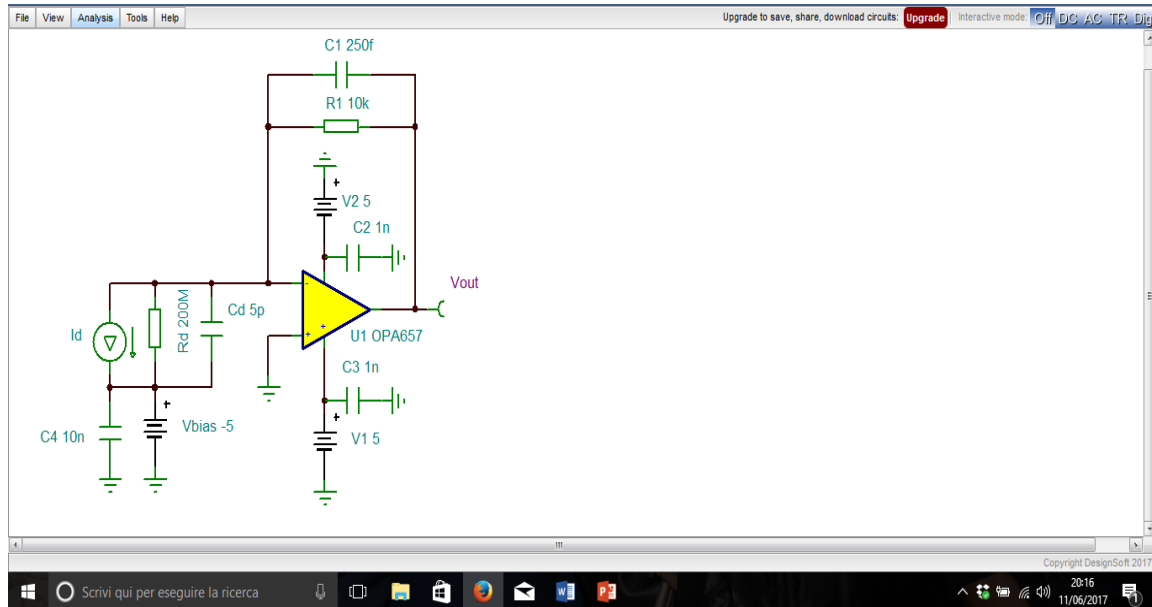 File View Analysis Tools Help Upgrade to save, share, download circuits: Upgrade Interactive mode: Off DC AC TR Dig
C1 250f
R1 10k
+
V2 5
C2 1n
-
Vout
Cd 5p
Rd 200M
Id
+
+
U1 OPA657
C3 1n
+
+
Vbias -5
C4 10n
V1 5
Copyright DesignSoft 2017
Scrivi qui per eseguire la ricerca
20:16
11/06/2017